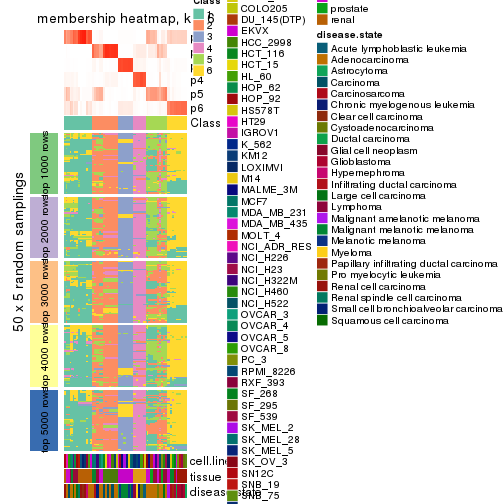 membership heatmap, k = 6
p4
p5
p6
Class
50 x 5 random samplings
top 1000 rows
top 2000 rows
top 3000 rows
top 4000 rows
top 5000 rows
cell.line
tissue
disease.state
Class
1
2
3
4
5
6
COLO205
DU_145(DTP)
EKVX
HCC_2998
HCT_116
HCT_15
HL_60
HOP_62
HOP_92
HS578T
HT29
IGROV1
K_562
KM12
LOXIMVI
M14
MALME_3M
MCF7
MDA_MB_231
MDA_MB_435
MOLT_4
NCI_ADR_RES
NCI_H226
NCI_H23
NCI_H322M
NCI_H460
NCI_H522
OVCAR_3
OVCAR_4
OVCAR_5
OVCAR_8
PC_3
RPMI_8226
RXF_393
SF_268
SF_295
SF_539
SK_MEL_2
SK_MEL_28
SK_MEL_5
SK_OV_3
SN12C
SNB_19
SNB_75
prostate
renal
disease.state
Acute lymphoblastic leukemia
Adenocarcinoma
Astrocytoma
Carcinoma
Carcinosarcoma
Chronic myelogenous leukemia
Clear cell carcinoma
Cystoadenocarcinoma
Ductal carcinoma
Glial cell neoplasm
Glioblastoma
Hypernephroma
Infiltrating ductal carcinoma
Large cell carcinoma
Lymphoma
Malignant amelanotic melanoma
Malignant melanotic melanoma
Melanotic melanoma
Myeloma
Papillary infiltrating ductal carcinoma
Pro myelocytic leukemia
Renal cell carcinoma
Renal spindle cell carcinoma
Small cell bronchioalveolar carcinoma
Squamous cell carcinoma